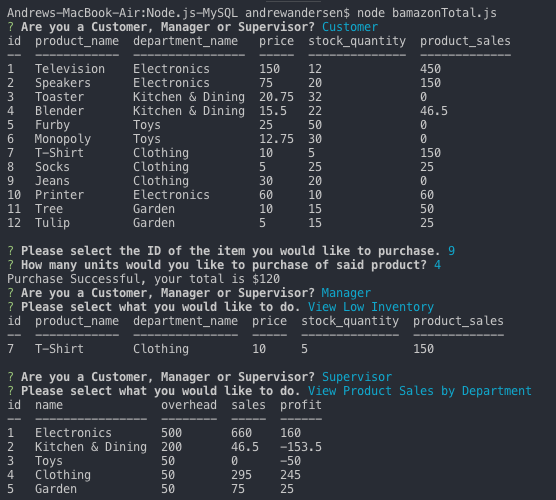 Andrews-MacBook-Air:Node.js-MySQL andrewandersen$ node bamazonTotal.js
? Are you a Customer, Manager or Supervisor? Customer
id  product_name  department_name  price  stock_quantity  product_sales
--  ------------  ---------------  -----  --------------  -------------
1   Television    Electronics      150    12              450
2   Speakers      Electronics      75     20              150
3   Toaster       Kitchen & Dining  20.75  32              0
4   Blender       Kitchen & Dining  15.5   22              46.5
5   Furby         Toys             25     50              0
6   Monopoly      Toys             12.75  30              0
7   T-Shirt       Clothing         10     5               150
8   Socks         Clothing         5      25              25
9   Jeans         Clothing         30     20              0
10  Printer       Electronics      60     10              60
11  Tree          Garden           10     15              50
12  Tulip         Garden           5      15              25
? Please select the ID of the item you would like to purchase. 9
? How many units would you like to purchase of said product? 4
Purchase Successful, your total is $120
? Are you a Customer, Manager or Supervisor? Manager
? Please select what you would like to do. View Low Inventory
id  product_name  department_name  price  stock_quantity  product_sales
--  ------------  ---------------  -----  --------------  -------------
7   T-Shirt       Clothing         10     5               150
? Are you a Customer, Manager or Supervisor? Supervisor
? Please select what you would like to do. View Product Sales by Department
id  name              overhead  sales  profit
--  ----------------  --------  -----  ------
1   Electronics       500       660    160
2   Kitchen & Dining  200       46.5   -153.5
3   Toys              50        0      -50
4   Clothing          50        295    245
5   Garden            50        75     25